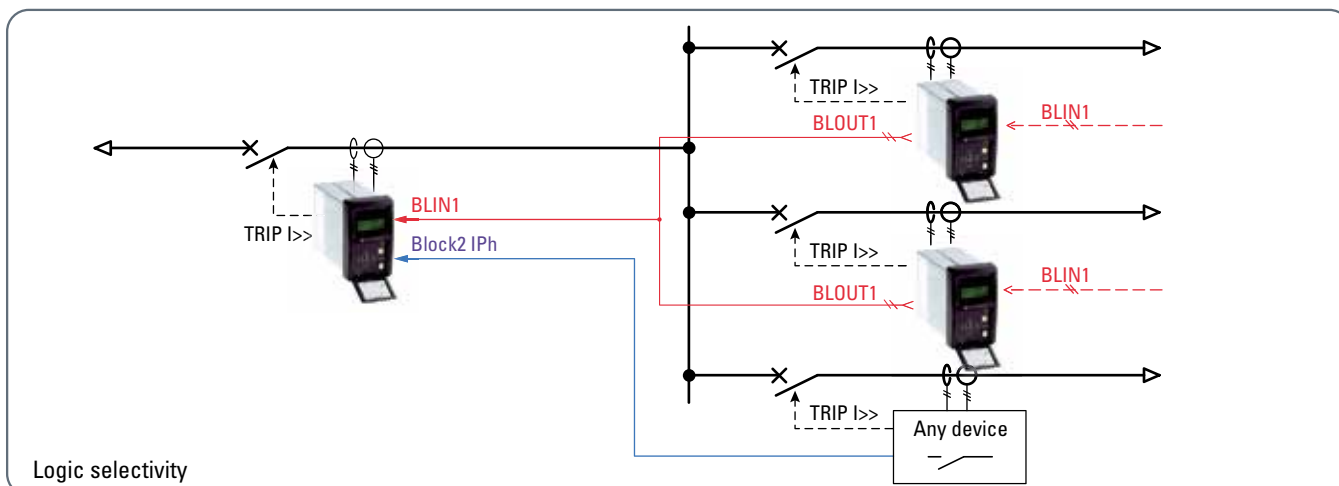 TRIP I>>
BLOUT1
BLIN1
BLIN1
TRIP I>>
Block2 IPh
TRIP I>>
BLOUT1
BLIN1
TRIP I>>
Any device
Logic selectivity